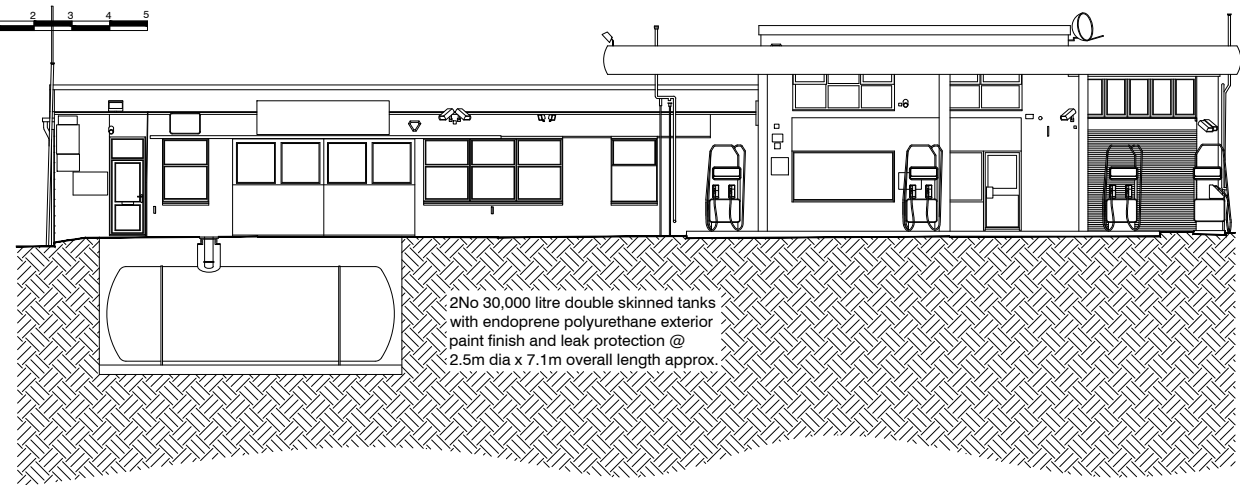 2 3 4 5
2No 30,000 litre double skinned tanks
with endoprene polyurethane exterior
paint finish and leak protection @
2.5m dia x 7.1m overall length approx.